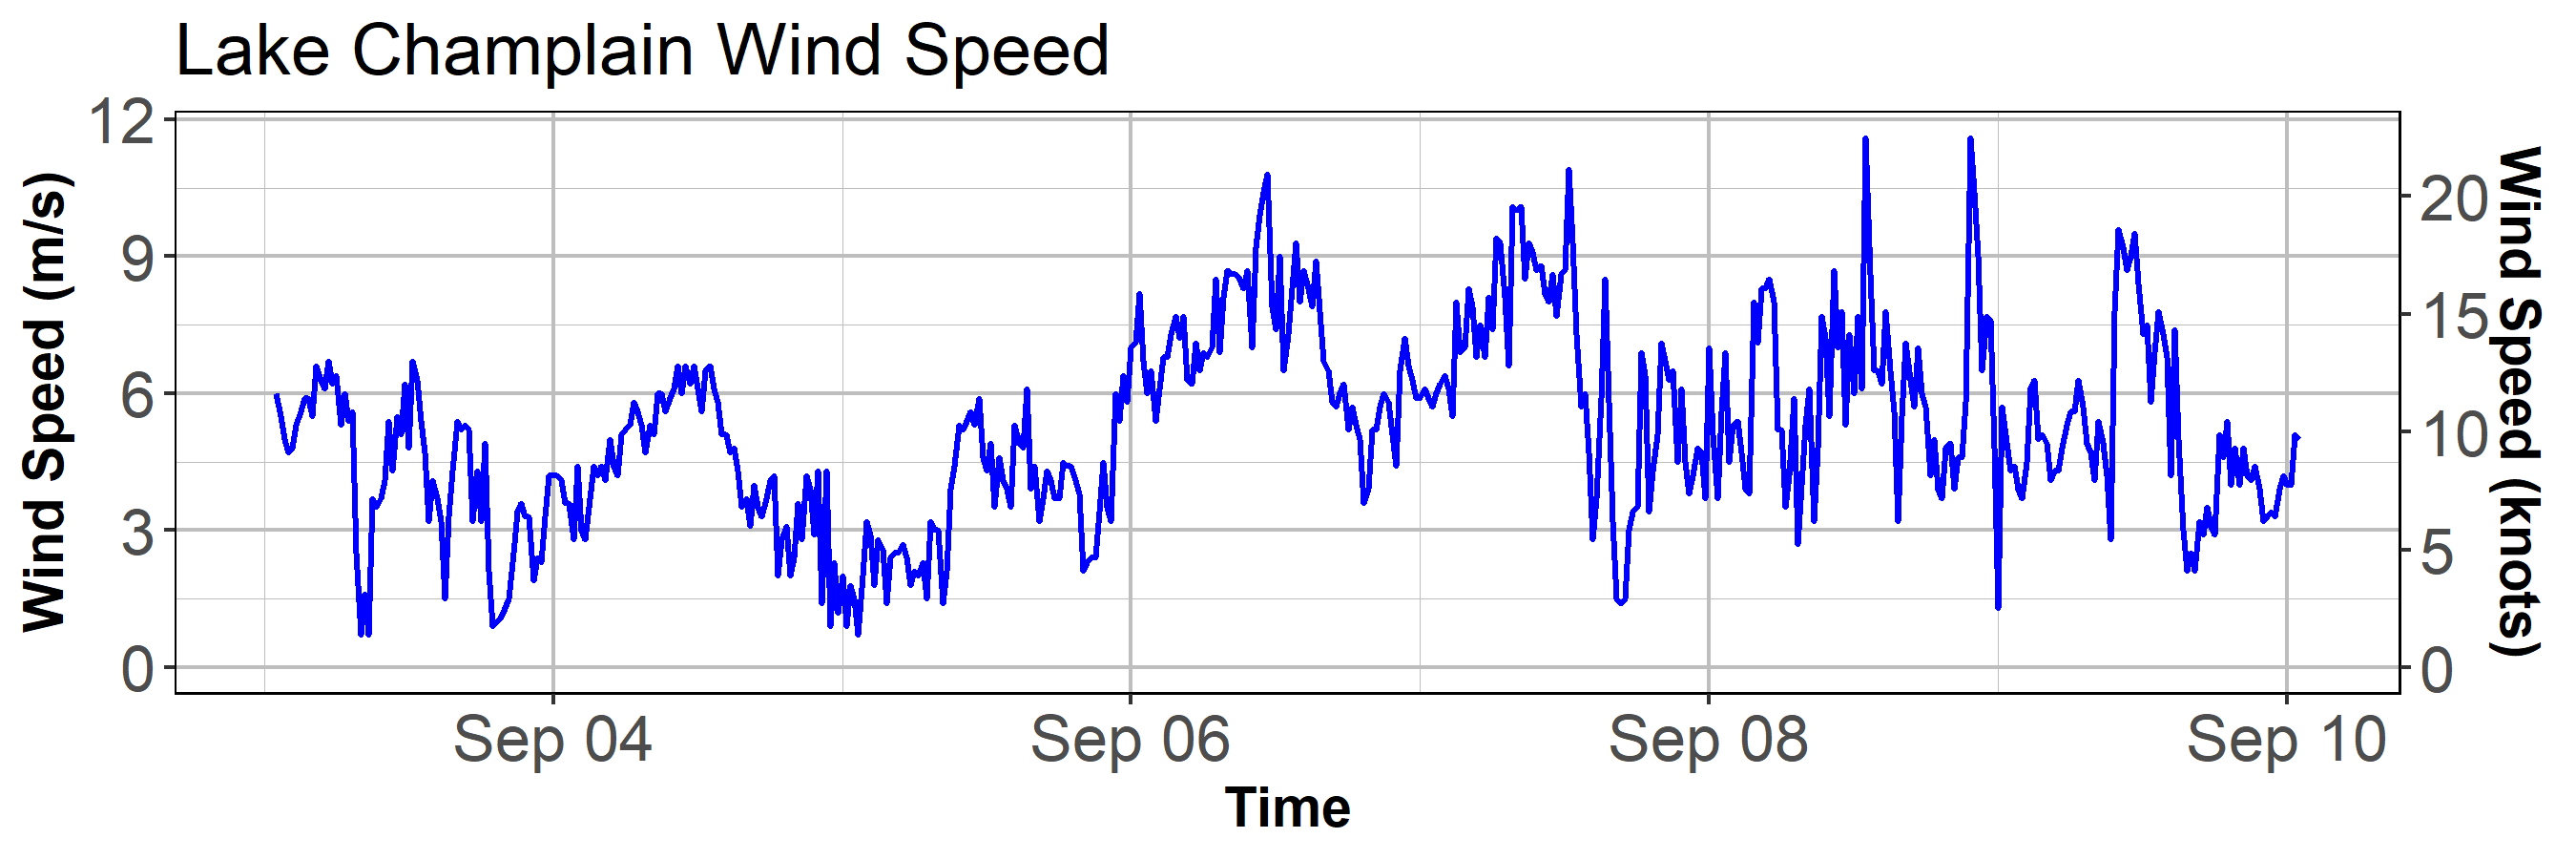 Lake Champlain Wind Speed
12
9
6
3
0
Wind Speed (m/s)
20
15
10
5
0
Wind Speed (knots)
Sep 04 Sep 06 Sep 08 Sep 10
Time